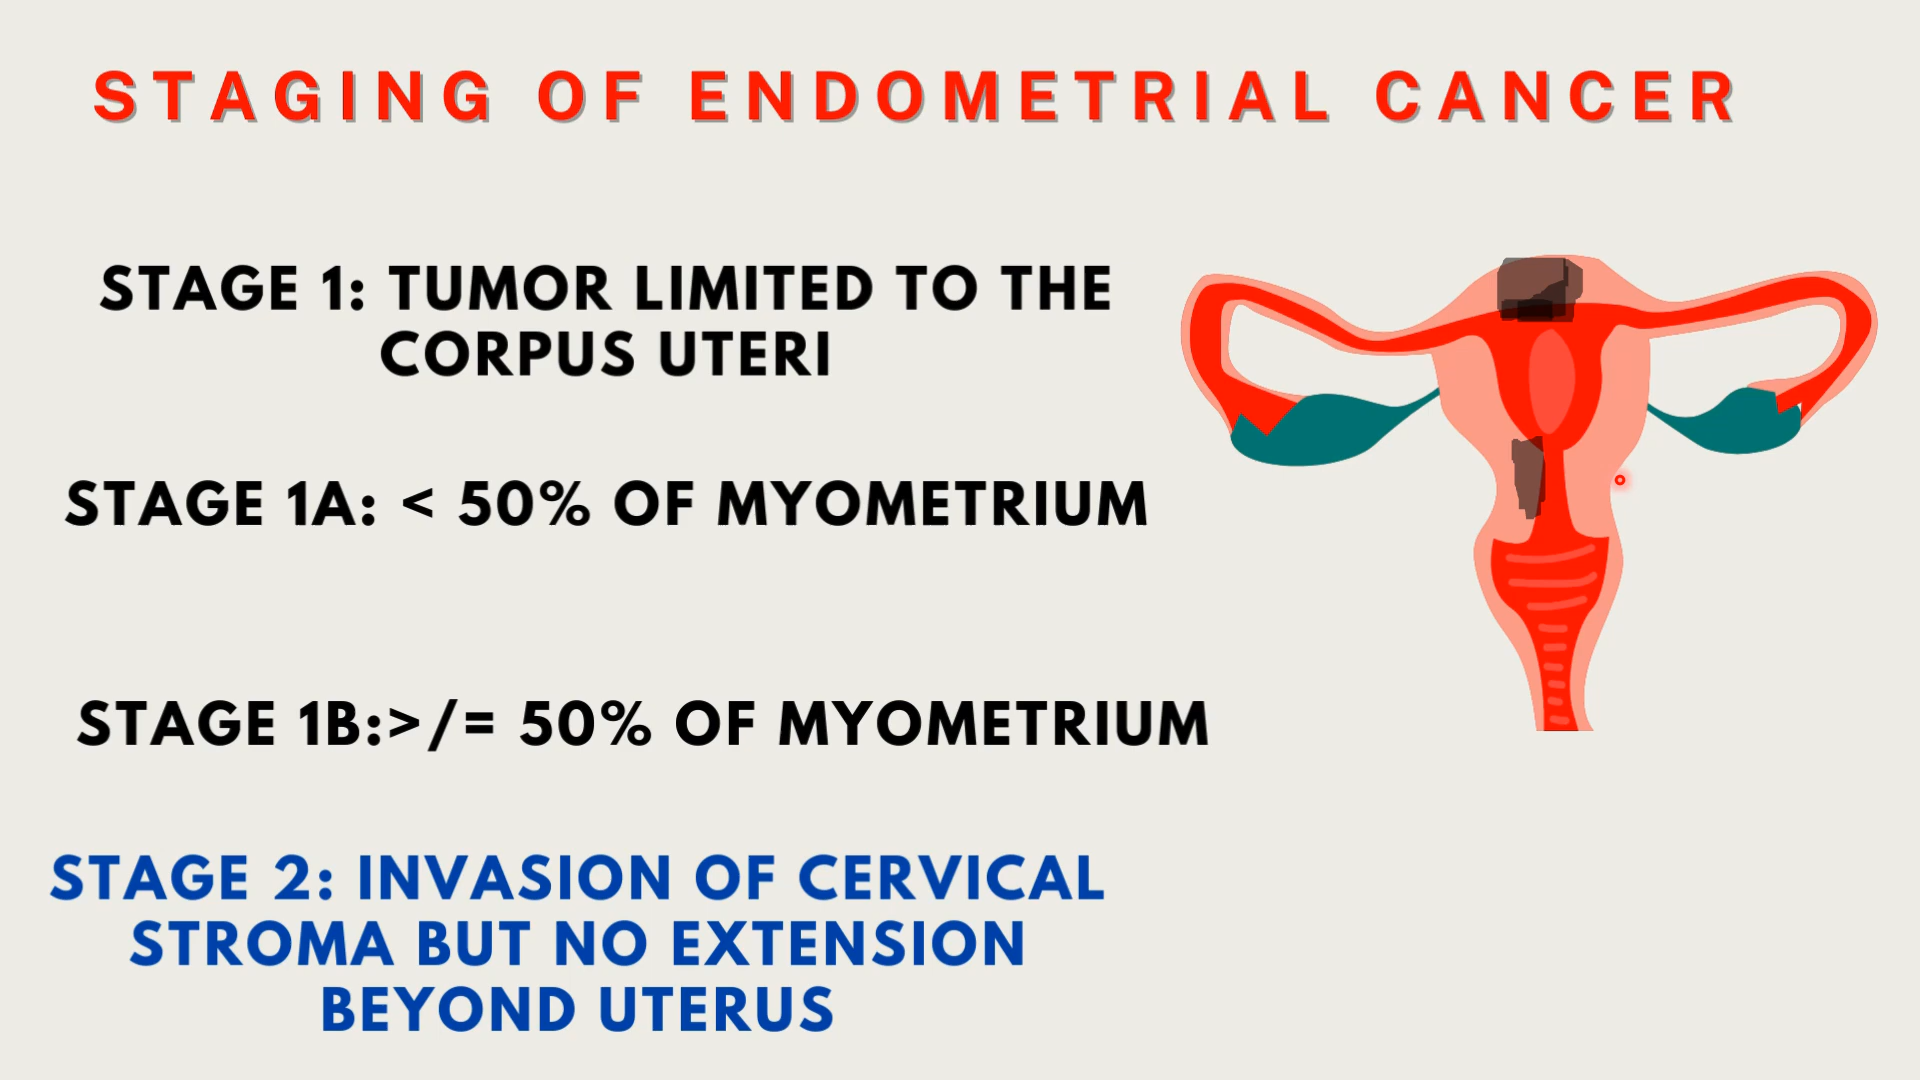 STAGING OF ENDOMETRIAL CANCER
STAGE 1: TUMOR LIMITED TO THE
CORPUS UTERI
STAGE 1A: < 50% OF MYOMETRIUM
STAGE 1B:>/= 50% OF MYOMETRIUM
STAGE 2: INVASION OF CERVICAL
STROMA BUT NO EXTENSION
BEYOND UTERUS